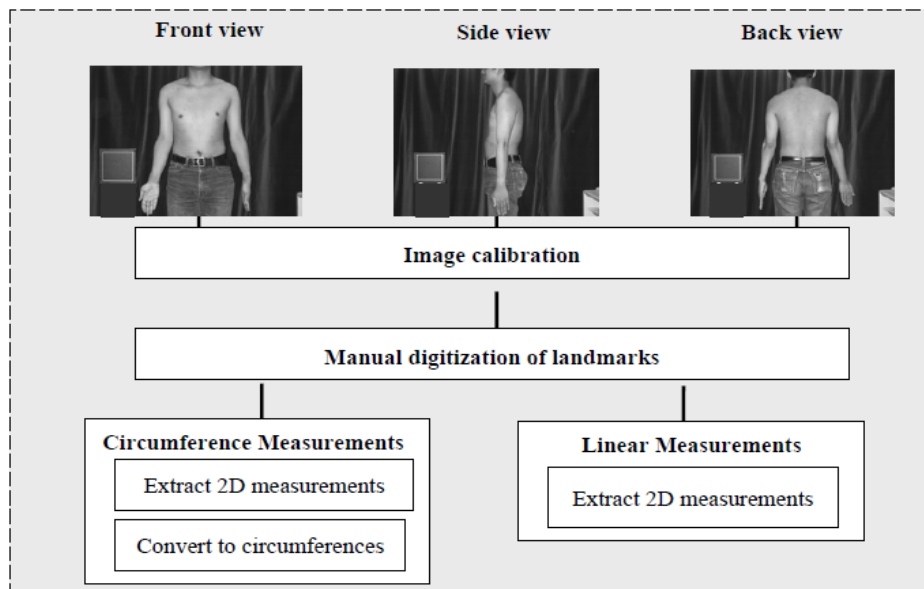 Front view
Side view
Back view
Image calibration
Manual digitization of landmarks
Circumference Measurements
Extract 2D measurements
Convert to circumferences
Linear Measurements
Extract 2D measurements